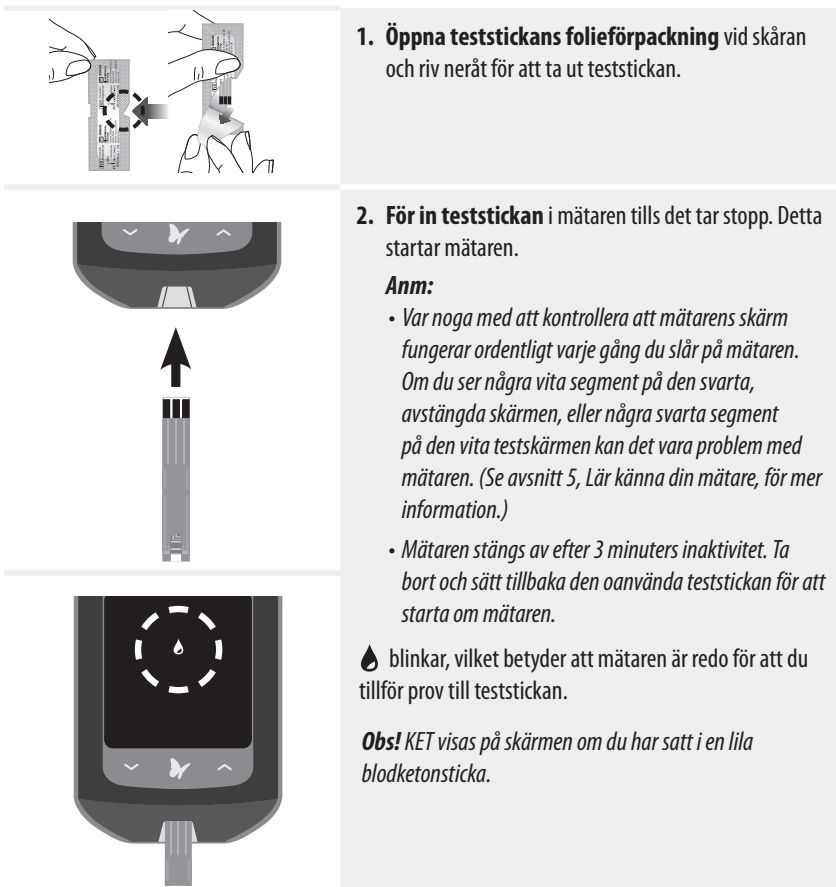 1. Öppna teststickans folieförpackning vid skåran
och riv neråt för att ta ut teststickan.
2. För in teststickan i mätaren tills det tar stopp. Detta
startar mätaren.
Anm:
• Var noga med att kontrollera att mätarens skärm
fungerar ordentligt varje gång du slår på mätaren.
Om du ser några vita segment på den svarta,
avstängda skärmen, eller några svarta segment
på den vita testskärmen kan det vara problem med
mätaren. (Se avsnitt 5, Lär känna din mätare, för mer
information.)
• Mätaren stängs av efter 3 minuters inaktivitet. Ta
bort och sätt tillbaka den oanvända teststickan för att
starta om mätaren.
blinkar, vilket betyder att mätaren är redo för att du
tillför prov till teststickan.
Obs! KET visas på skärmen om du har satt i en lila
blodketonsticka.